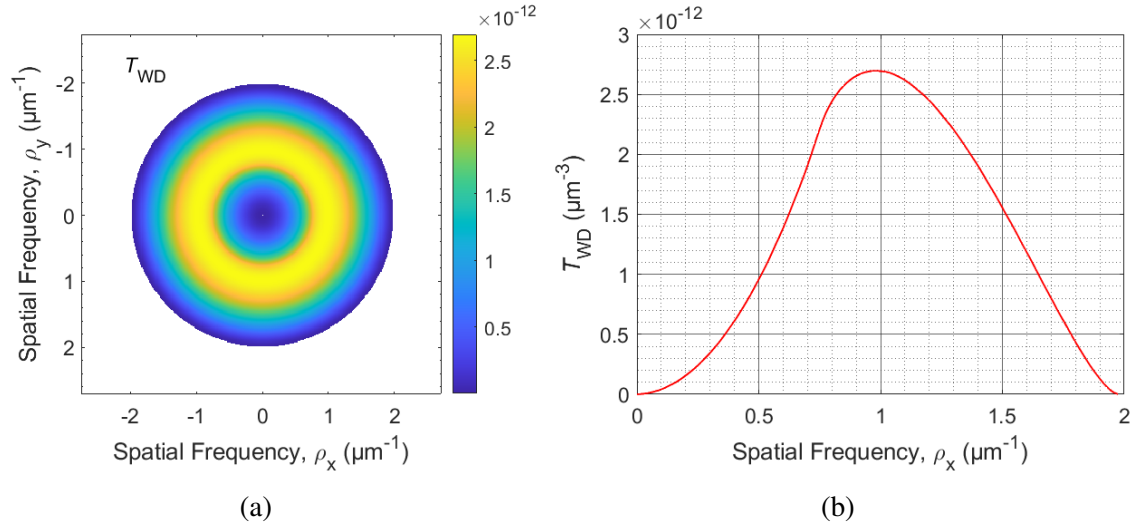 ×10⁻¹²
T_WD
Spatial Frequency, ρ_y (µm⁻¹)
-2
-1
0
1
2
-2 -1 0 1 2
Spatial Frequency, ρ_x (µm⁻¹)
2.5
2
1.5
1
0.5
(a)
×10⁻¹²
T_WD (µm⁻³)
3
2.5
2
1.5
1
0.5
0
0 0.5 1 1.5 2
Spatial Frequency, ρ_x (µm⁻¹)
(b)